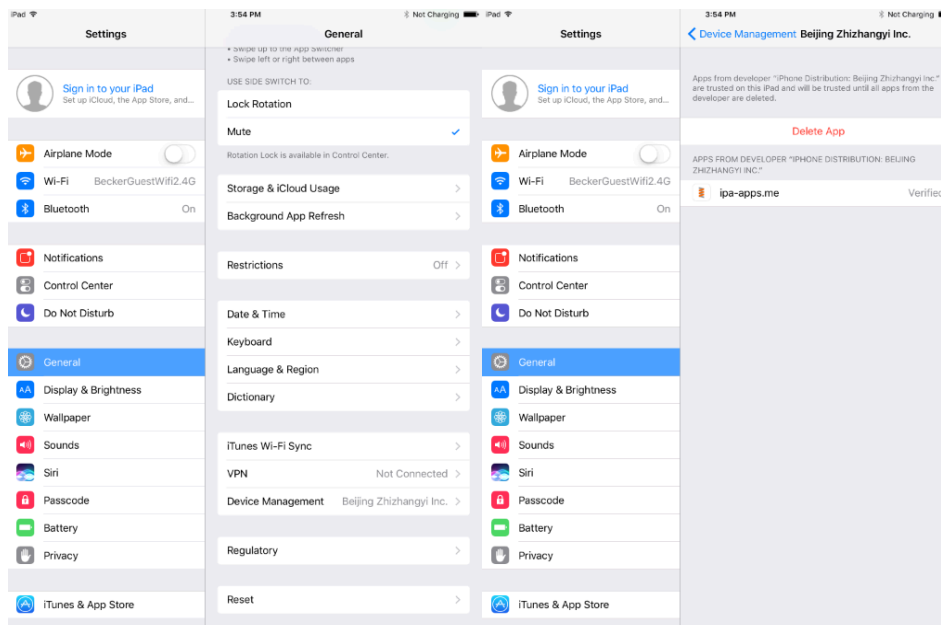 iPad
3:54 PM
Not Charging
Settings
General
• Swipe up to the App Switcher
• Swipe left or right between apps
Sign in to your iPad
Set up iCloud, the App Store, and...
USE SIDE SWITCH TO:
Lock Rotation
Mute
Rotation Lock is available in Control Center.
Airplane Mode
Wi-Fi BeckerGuestWifi2.4G
Bluetooth On
Storage & iCloud Usage
Background App Refresh
Notifications
Control Center
Do Not Disturb
Restrictions Off
Date & Time
Keyboard
Language & Region
Dictionary
General
Display & Brightness
Wallpaper
Sounds
Siri
Passcode
Battery
Privacy
iTunes & App Store
iTunes Wi-Fi Sync
VPN Not Connected
Device Management Beijing Zhizhangyi Inc.
Regulatory
Reset
iPad
3:54 PM
Not Charging
Settings
Device Management Beijing Zhizhangyi Inc.
Sign in to your iPad
Set up iCloud, the App Store, and...
Airplane Mode
Wi-Fi BeckerGuestWifi2.4G
Bluetooth On
Notifications
Control Center
Do Not Disturb
General
AA Display & Brightness
Wallpaper
Sounds
Siri
Passcode
Battery
Privacy
iTunes & App Store
Apps from developer "iPhone Distribution: Beijing Zhizhangyi Inc."
are trusted on this iPad and will be trusted until all apps from the
developer are deleted.
Delete App
APPS FROM DEVELOPER "IPHONE DISTRIBUTION: BEIJING
ZHIZHANGYI INC."
ipa-apps.me Verified